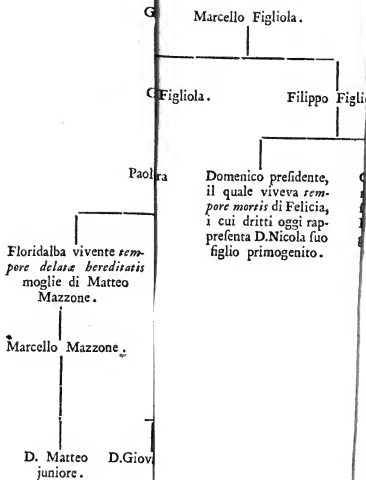 G
Marcello Figliola.
G Figliola.
Filippo Figli
Paol ra
Domenico preſidente,
il quale viveva tem-
pore mortis di Felicia,
i cui dritti oggi rap-
preſenta D.Nicola ſuo
figlio primogenito.
Floridalba vivente tem-
pore delatæ hereditatis
moglie di Matteo
Mazzone.
Marcello Mazzone.
D. Matteo
juniore.
D.Giov